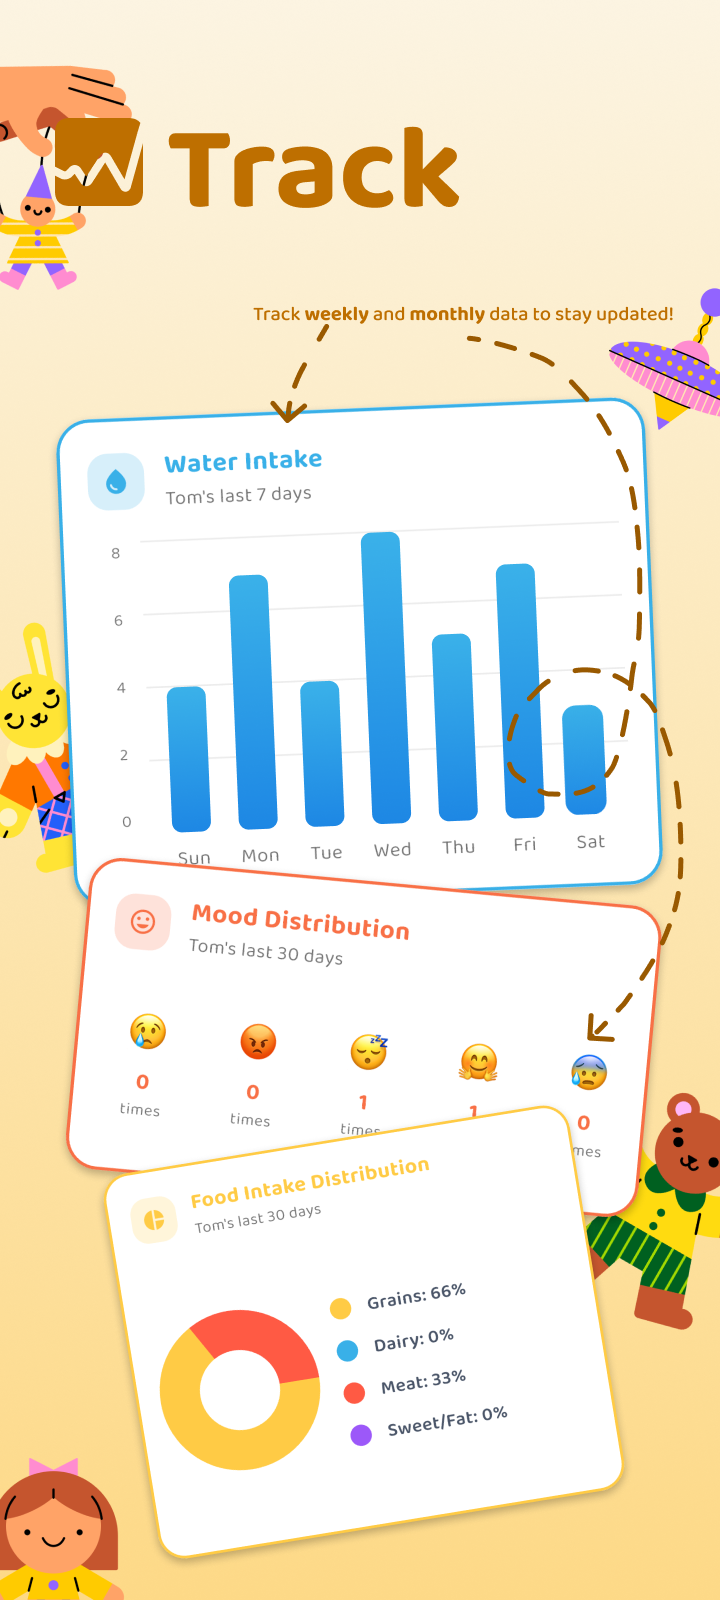 Track
Track weekly and monthly data to stay updated!
Water Intake
Tom's last 7 days
8
6
4
2
0
Sun Mon Tue Wed Thu Fri Sat
Mood Distribution
Tom's last 30 days
0 0 1 1 0
times times times mes
Food Intake Distribution
Tom's last 30 days
Grains: 66%
Dairy: 0%
Meat: 33%
Sweet/Fat: 0%